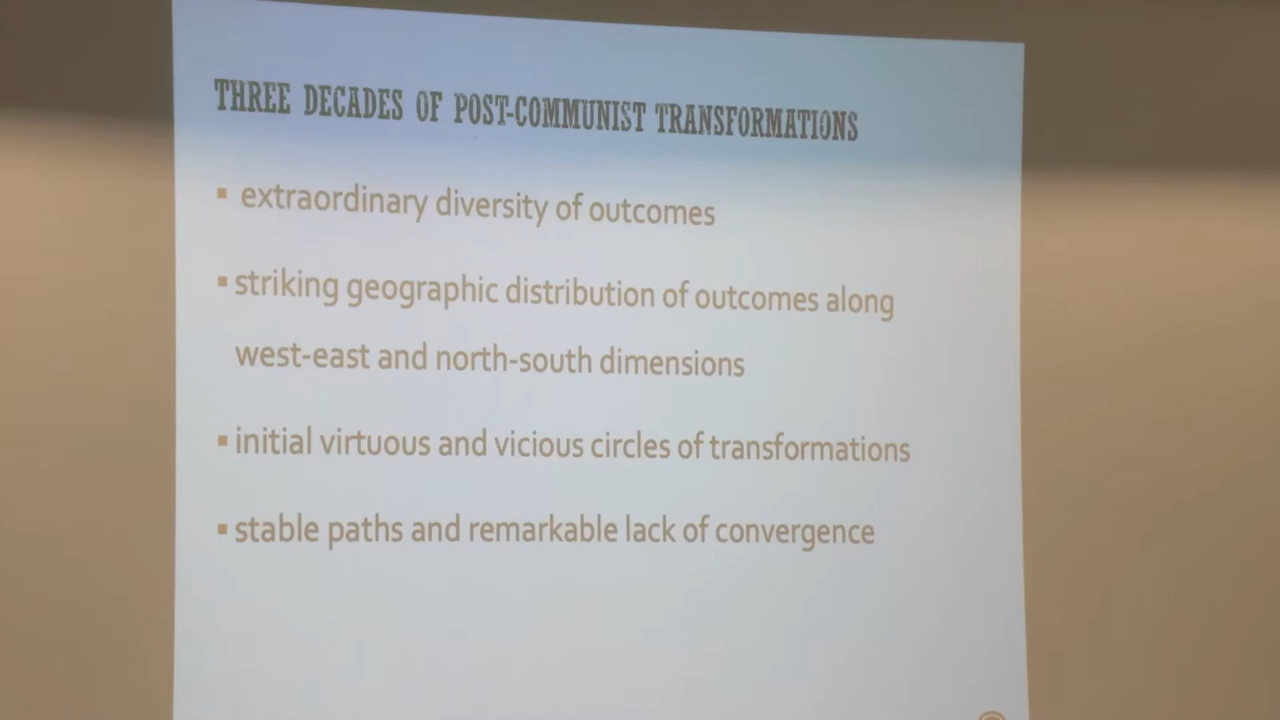 THREE DECADES OF POST-COMMUNIST TRANSFORMATIONS
▪ extraordinary diversity of outcomes
▪ striking geographic distribution of outcomes along
west-east and north-south dimensions
▪ initial virtuous and vicious circles of transformations
▪ stable paths and remarkable lack of convergence